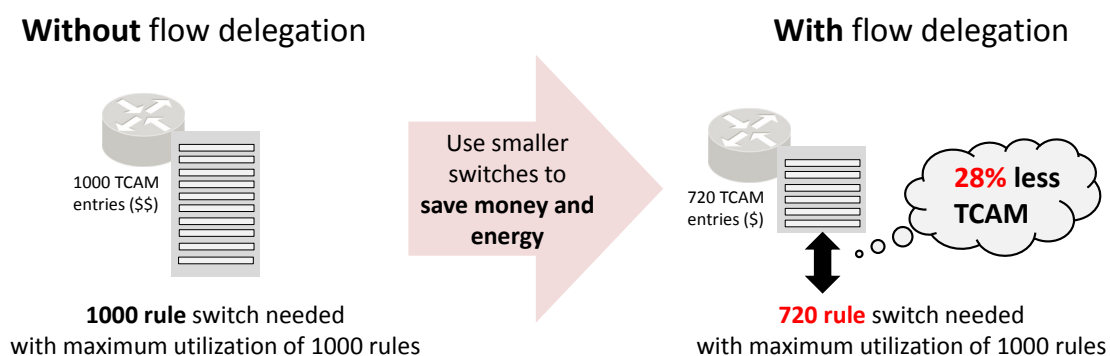 Without flow delegation
1000 TCAM
entries ($$)
1000 rule switch needed
with maximum utilization of 1000 rules
Use smaller
switches to
save money and
energy
With flow delegation
720 TCAM
entries ($)
28% less
TCAM
720 rule switch needed
with maximum utilization of 1000 rules